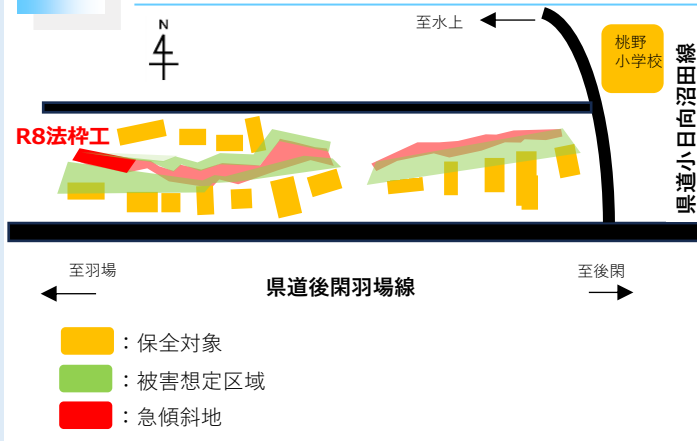 N
至水上
桃野
小学校
県道小日向沼田線
R8法枠工
至羽場
県道後閑羽場線
至後閑
：保全対象
：被害想定区域
：急傾斜地